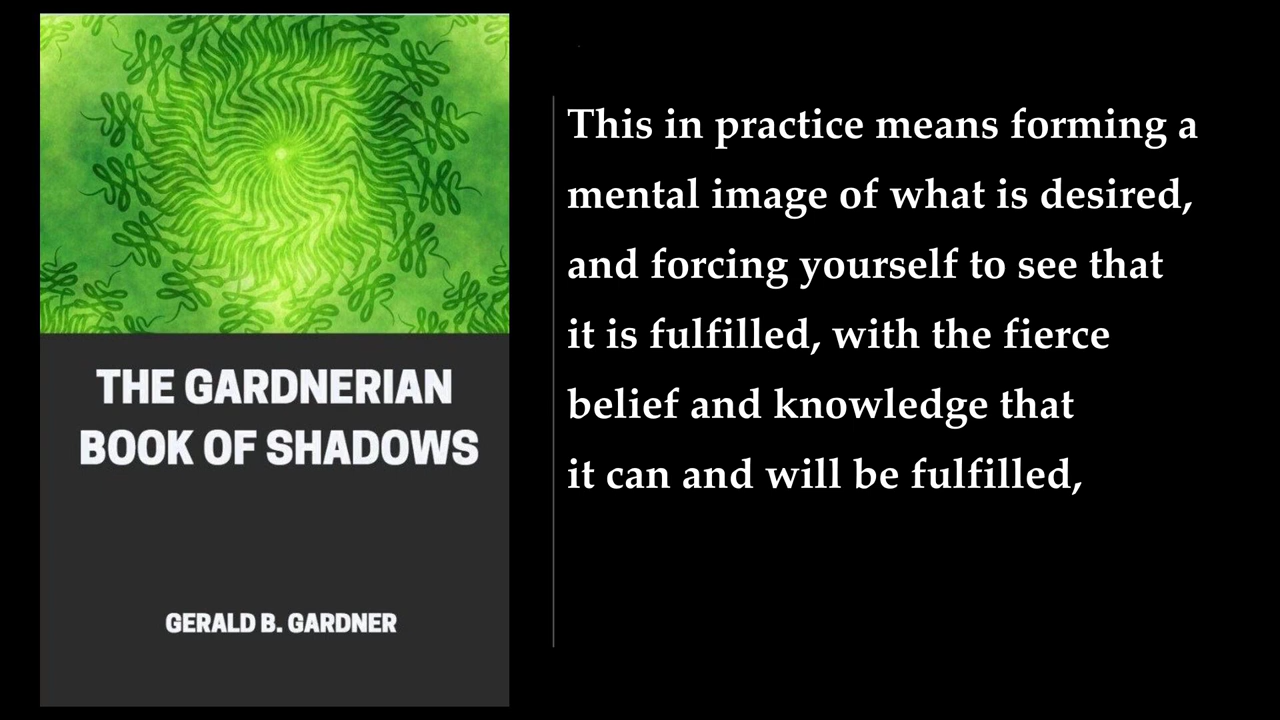 THE GARDNERIAN
BOOK OF SHADOWS
GERALD B. GARDNER
This in practice means forming a
mental image of what is desired,
and forcing yourself to see that
it is fulfilled, with the fierce
belief and knowledge that
it can and will be fulfilled,